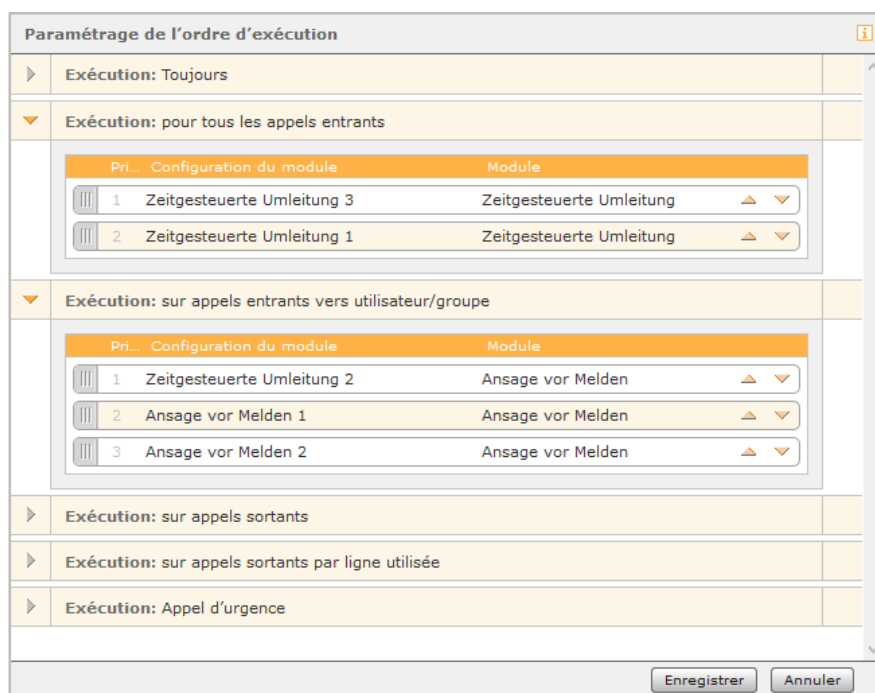 Paramétrage de l'ordre d'exécution
Exécution: Toujours
Exécution: pour tous les appels entrants
Pri... Configuration du module Module
1 Zeitgesteuerte Umleitung 3 Zeitgesteuerte Umleitung
2 Zeitgesteuerte Umleitung 1 Zeitgesteuerte Umleitung
Exécution: sur appels entrants vers utilisateur/groupe
Pri... Configuration du module Module
1 Zeitgesteuerte Umleitung 2 Ansage vor Melden
2 Ansage vor Melden 1 Ansage vor Melden
3 Ansage vor Melden 2 Ansage vor Melden
Exécution: sur appels sortants
Exécution: sur appels sortants par ligne utilisée
Exécution: Appel d'urgence
Enregistrer Annuler